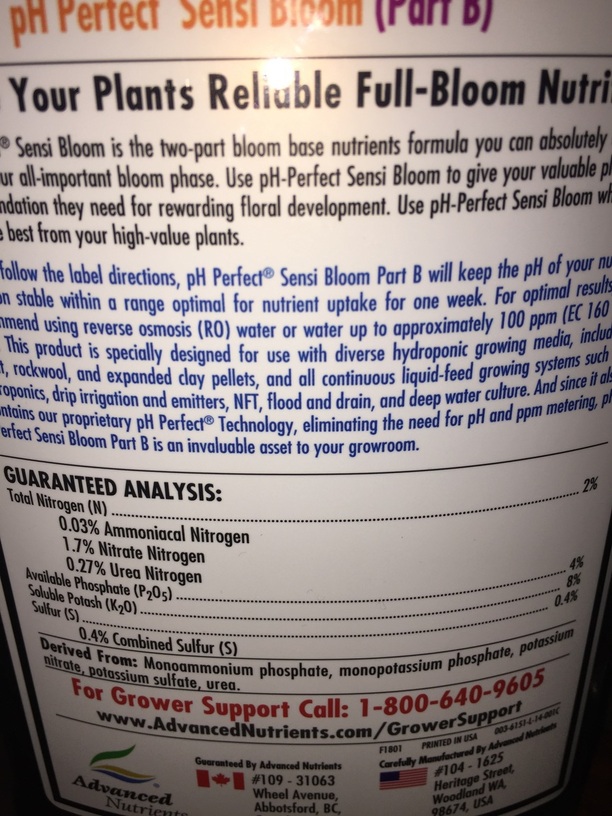 pH Perfect® Sensi Bloom (Part B)
Your Plants Reliable Full-Bloom
® Sensi Bloom is the two-part bloom base nutrients formula you can absolutely
all-important bloom phase. Use pH-Perfect Sensi Bloom to give your valuable
they need for rewarding floral development. Use pH-Perfect Sensi Bloom
best from your high-value plants.
follow the label directions, pH Perfect® Sensi Bloom Part B will keep the pH of your
stable within a range optimal for nutrient uptake for one week. For optimal results
using reverse osmosis (RO) water or water up to approximately 100 ppm (EC 160
This product is specially designed for use with diverse hydroponic growing media,
rockwool, and expanded clay pellets, and all continuous liquid-feed growing systems such
drip irrigation and emitters, NFT, flood and drain, and deep water culture. And since it
our proprietary pH Perfect® Technology, eliminating the need for pH and ppm metering,
Sensi Bloom Part B is an invaluable asset to your growroom.
GUARANTEED ANALYSIS:
Total Nitrogen (N) 2%
0.03% Ammoniacal Nitrogen
1.7% Nitrate Nitrogen
0.27% Urea Nitrogen
Available Phosphate (P₂O₅) 4%
Soluble Potash (K₂O) 8%
Sulfur (S) 0.4%
0.4% Combined Sulfur (S)
Derived From: Monoammonium phosphate, monopotassium phosphate, potassium
nitrate, potassium sulfate, urea.
For Grower Support Call: 1-800-640-9605
www.AdvancedNutrients.com/GrowerSupport
F1801 PRINTED IN USA
Advanced
Nutrients
Guaranteed By Advanced Nutrients
#109 - 31063
Wheel Avenue,
Abbotsford, BC,
Carefully Manufactured By Advanced Nutrients
#104 - 1625
Heritage Street,
Woodland WA,
98674, USA